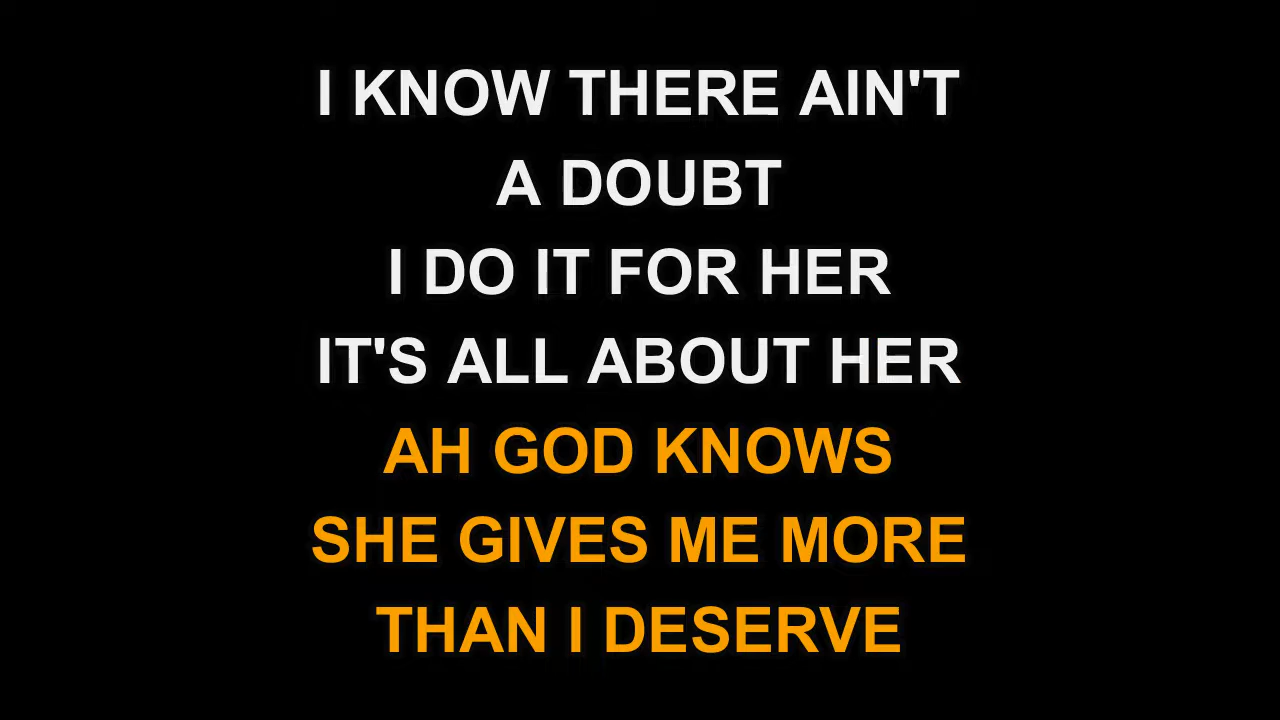 I KNOW THERE AIN'T
A DOUBT
I DO IT FOR HER
IT'S ALL ABOUT HER
AH GOD KNOWS
SHE GIVES ME MORE
THAN I DESERVE